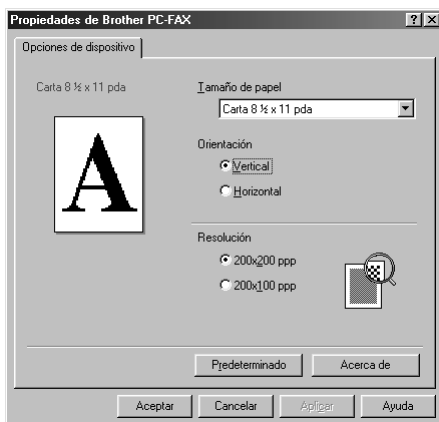 Propiedades de Brother PC-FAX
Opciones de dispositivo
Carta 8 ½ x 11 pda
A
Tamaño de papel
Carta 8 ½ x 11 pda
Orientación
Vertical
Horizontal
Resolución
200x200 ppp
200x100 ppp
Predeterminado
Acerca de
Aceptar
Cancelar
Aplicar
Ayuda